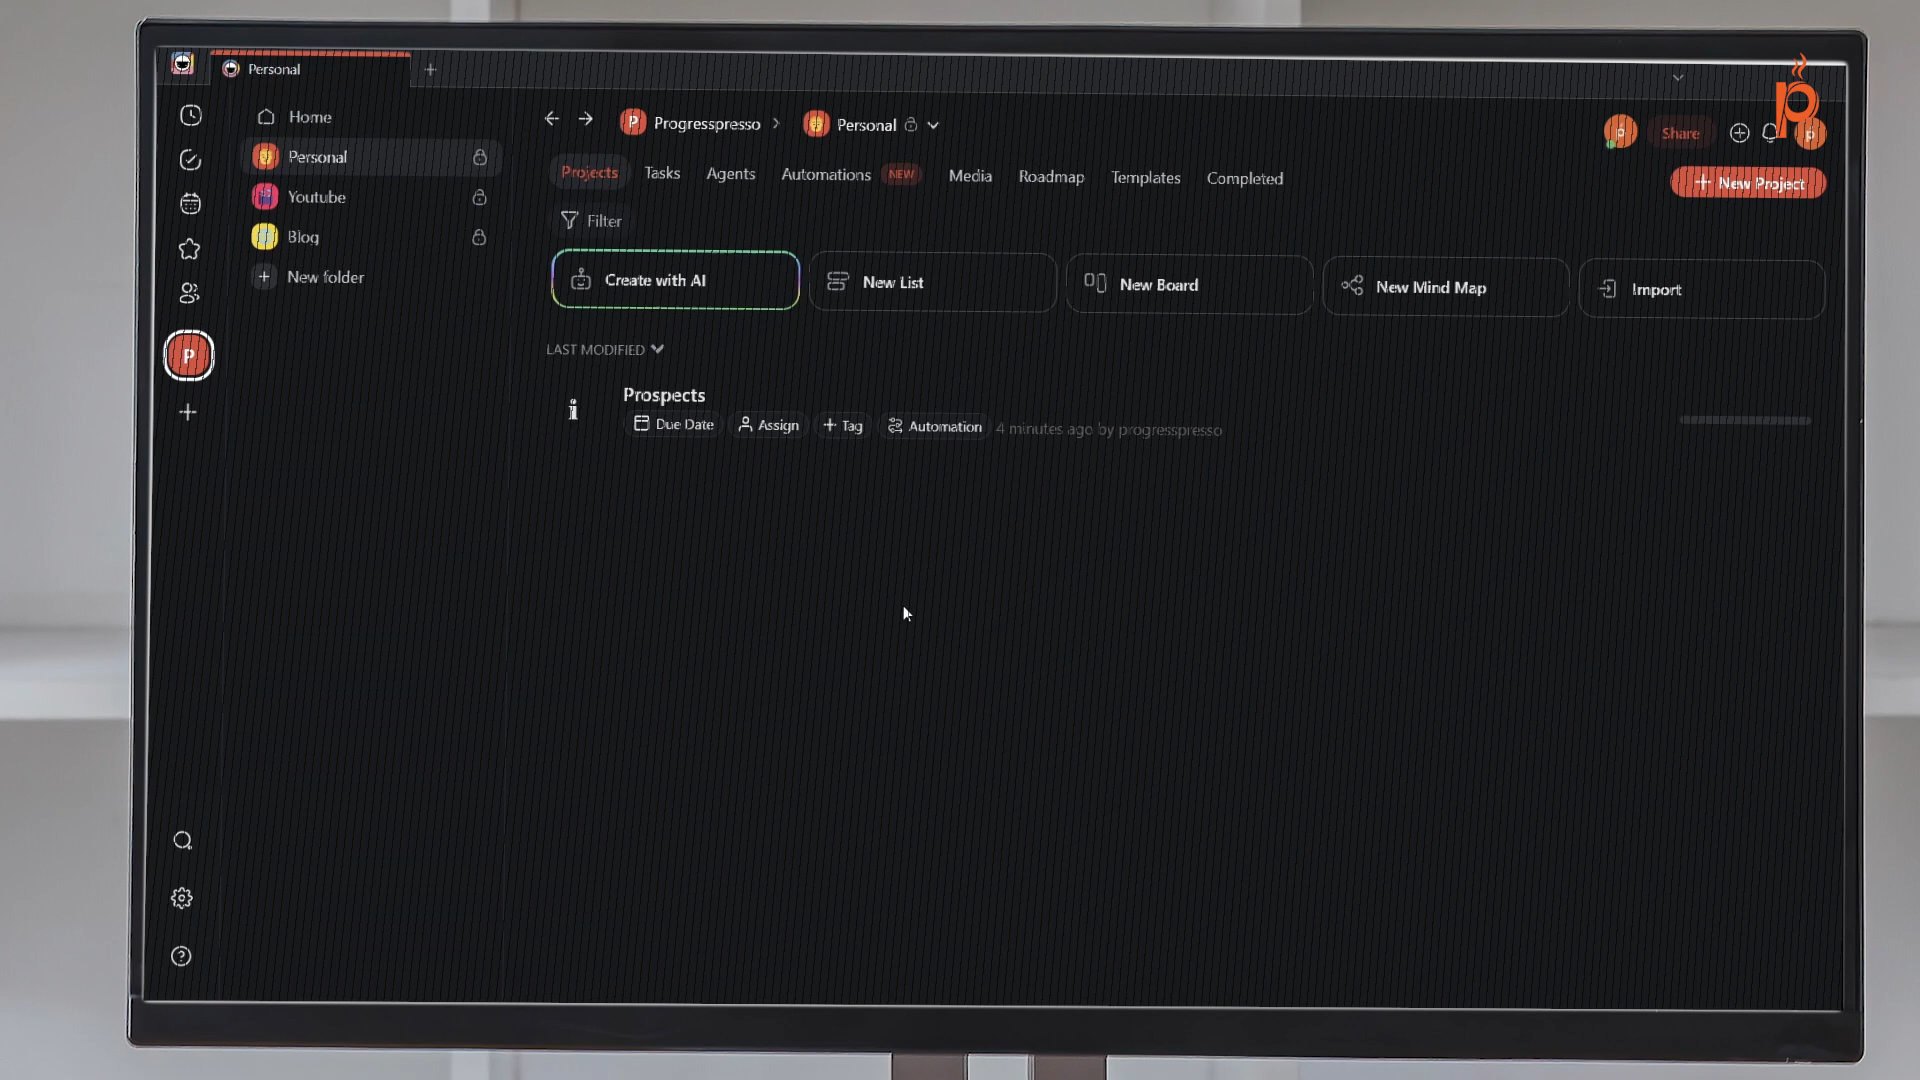 Personal
Home
Personal
Youtube
Blog
New folder
P
P Progresspresso > Personal
p Share p
Projects Tasks Agents Automations NEW Media Roadmap Templates Completed
+ New Project
Filter
Create with AI New List New Board New Mind Map Import
LAST MODIFIED
Prospects
Due Date Assign + Tag Automation 4 minutes ago by progresspresso
p